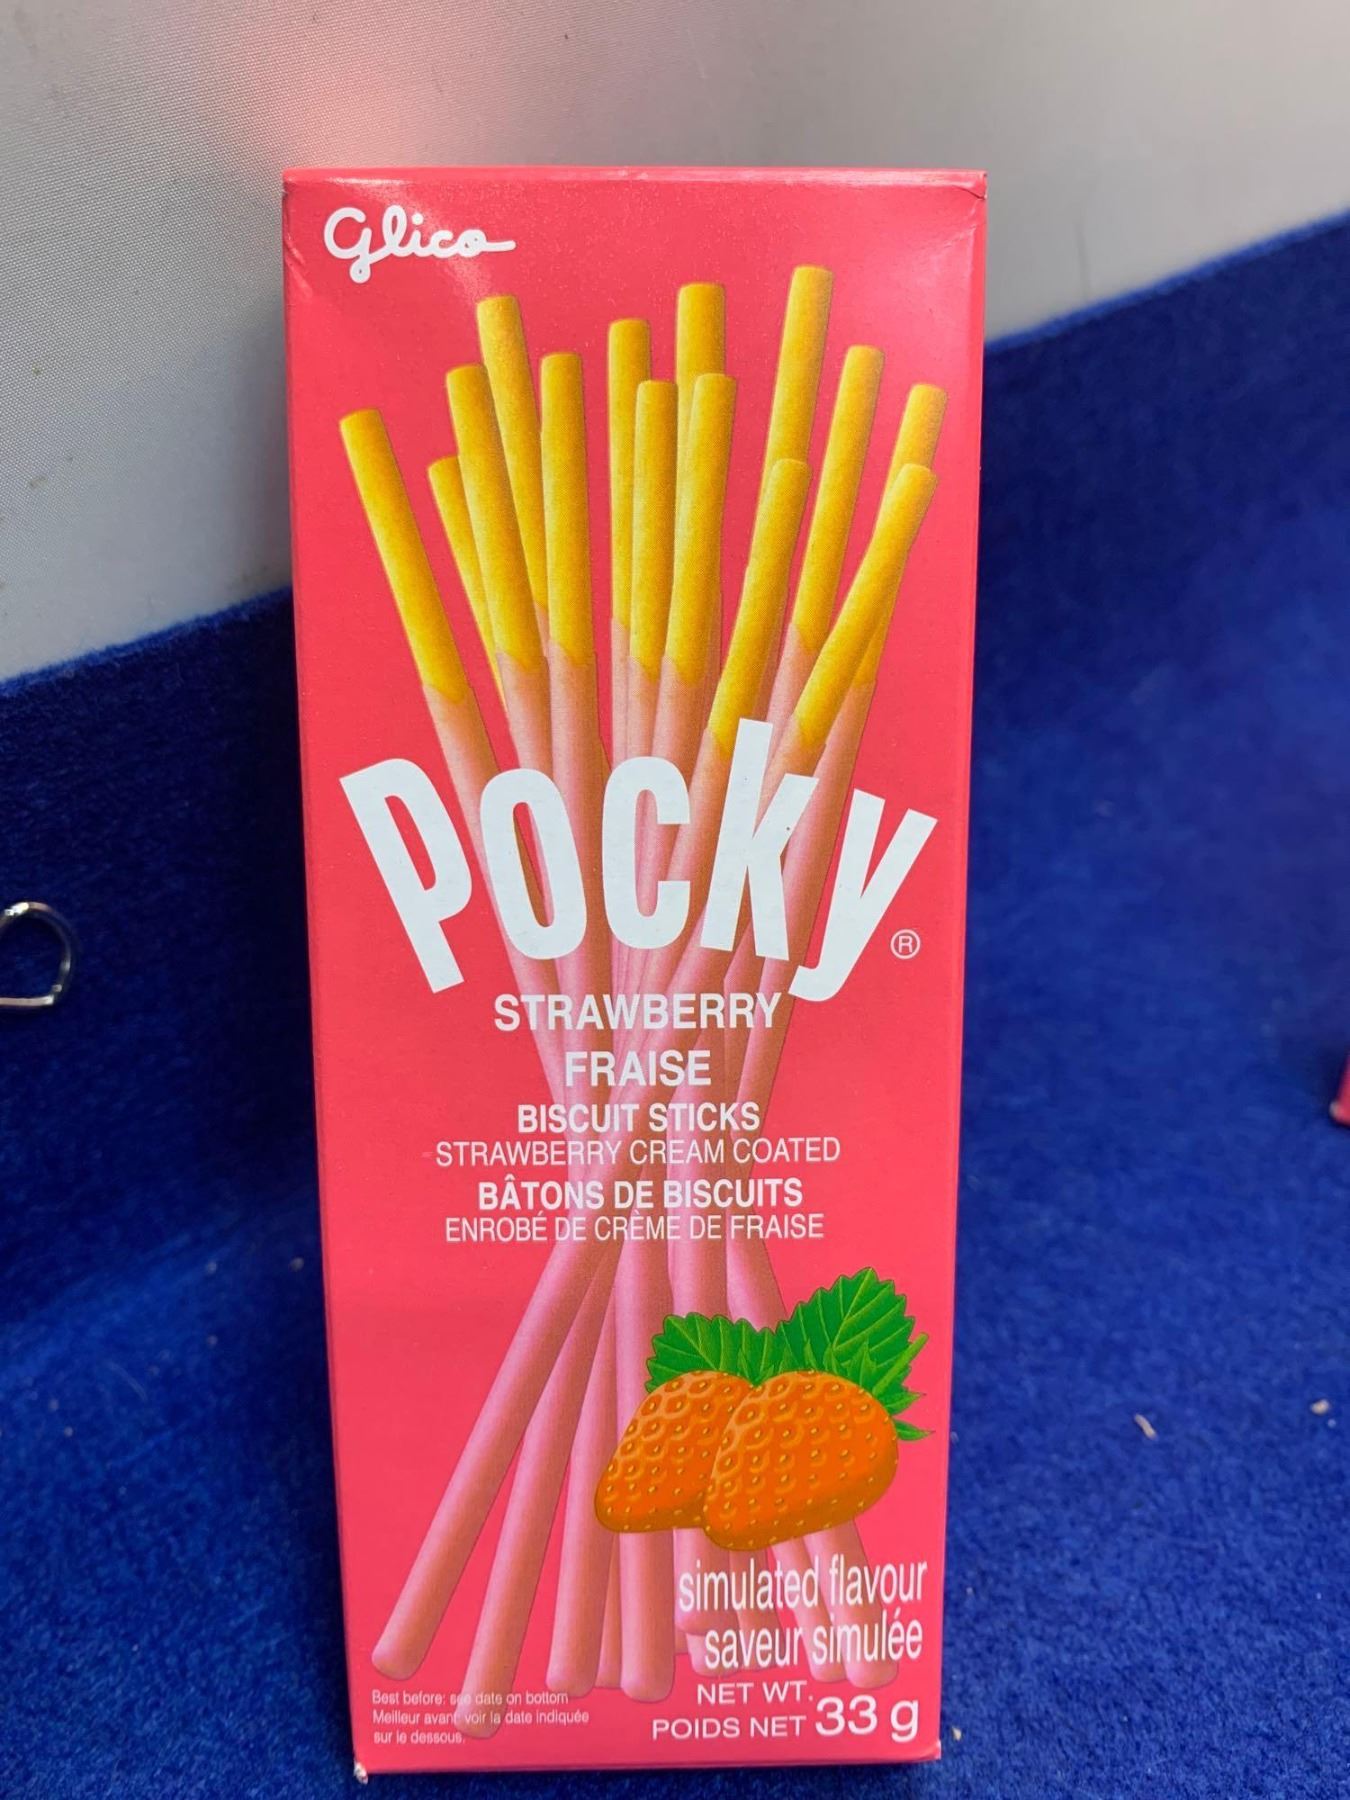 Glico
Pocky®
STRAWBERRY
FRAISE
BISCUIT STICKS
STRAWBERRY CREAM COATED
BÂTONS DE BISCUITS
ENROBÉ DE CRÈME DE FRAISE
simulated flavour
saveur simulée
Best before: see date on bottom
Meilleur avant: voir la date indiquée
sur le dessous.
NET WT.
POIDS NET 33 g